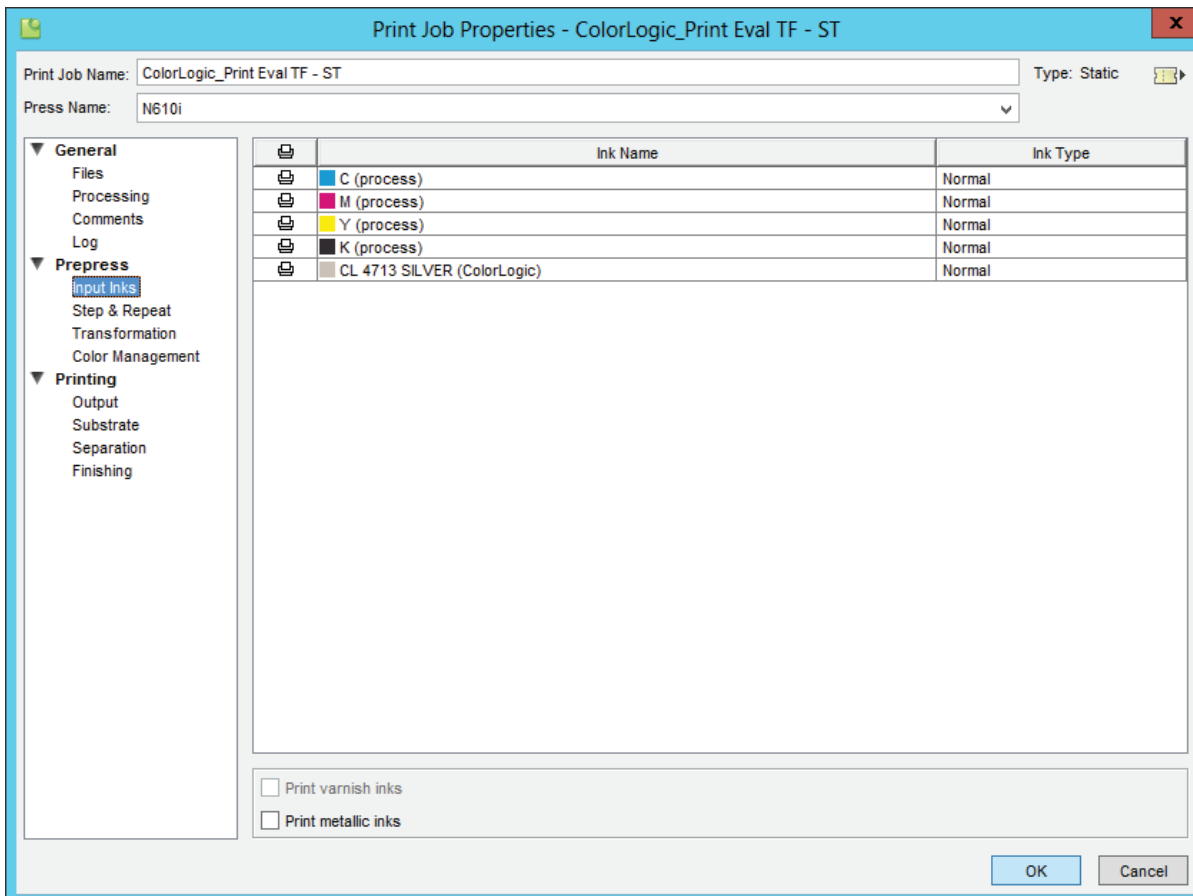 Print Job Properties - ColorLogic_Print Eval TF - ST
x
Print Job Name: ColorLogic_Print Eval TF - ST Type: Static
Press Name: N610i
General
Files
Processing
Comments
Log
Prepress
Input Inks
Step & Repeat
Transformation
Color Management
Printing
Output
Substrate
Separation
Finishing
Ink Name Ink Type
C (process) Normal
M (process) Normal
Y (process) Normal
K (process) Normal
CL 4713 SILVER (ColorLogic) Normal
Print varnish inks
Print metallic inks
OK Cancel